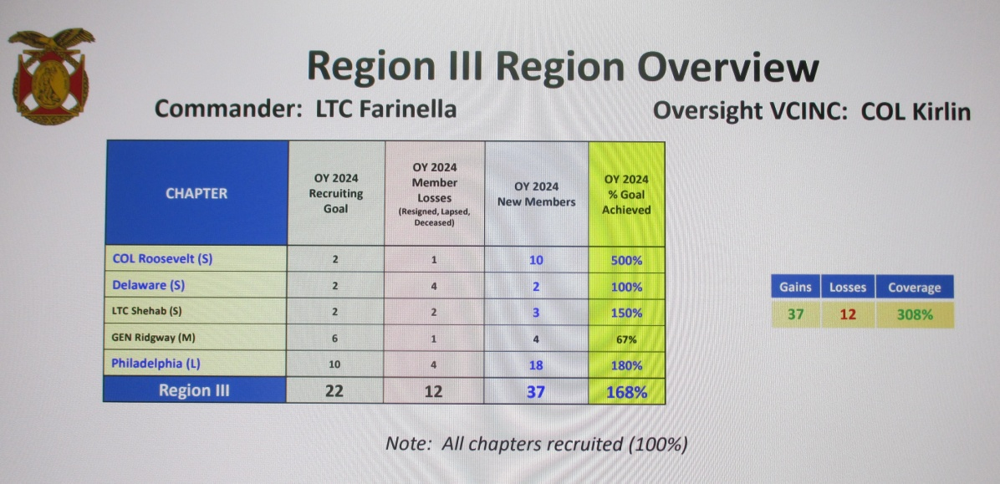 Region III Region Overview
Commander: LTC Farinella
Oversight VCINC: COL Kirlin
CHAPTER
OY 2024
Recruiting
Goal
OY 2024
Member
Losses
(Resigned, Lapsed,
Deceased)
OY 2024
New Members
OY 2024
% Goal
Achieved
COL Roosevelt (S) 2 1 10 500%
Delaware (S) 2 4 2 100%
LTC Shehab (S) 2 2 3 150%
GEN Ridgway (M) 6 1 4 67%
Philadelphia (L) 10 4 18 180%
Region III 22 12 37 168%
Gains Losses Coverage
37 12 308%
Note: All chapters recruited (100%)